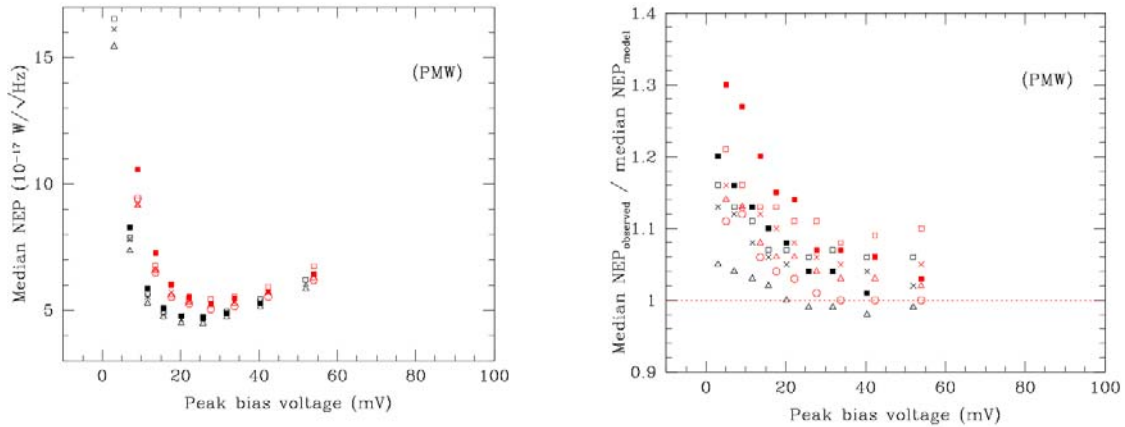 Median NEP (10⁻¹⁷ W/√Hz)
15
10
5
(PMW)
0 20 40 60 80 100
Peak bias voltage (mV)
Median NEP_observed / median NEP_model
1.4
1.3
1.2
1.1
1
0.9
(PMW)
0 20 40 60 80 100
Peak bias voltage (mV)